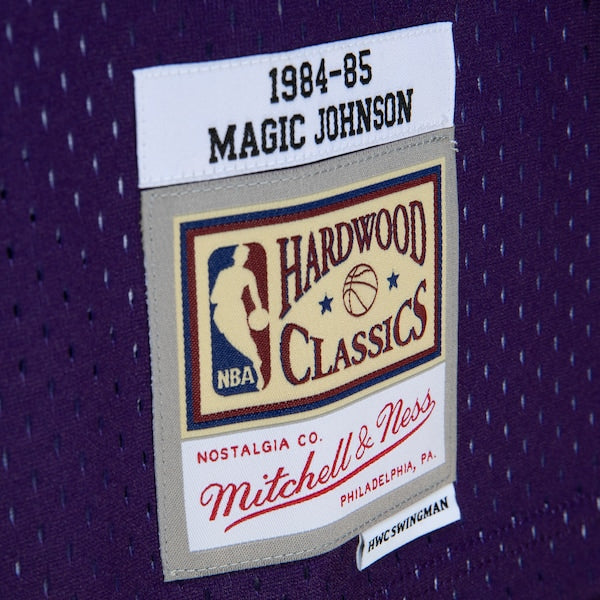 1984-85
MAGIC JOHNSON
HARDWOOD
CLASSICS
NBA
NOSTALGIA CO.
Mitchell & Ness
PHILADELPHIA, PA.
HWC SWINGMAN